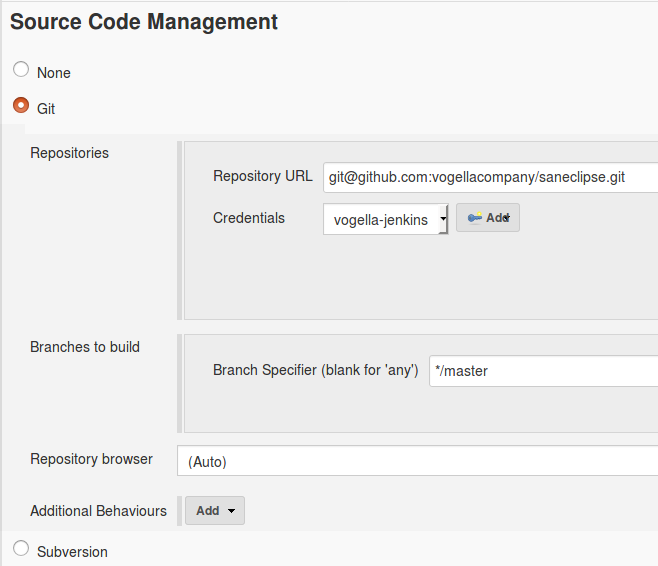 Source Code Management
None
Git
Repositories
Repository URL git@github.com:vogellacompany/saneclipse.git
Credentials vogella-jenkins Add
Branches to build
Branch Specifier (blank for 'any') */master
Repository browser (Auto)
Additional Behaviours Add
Subversion